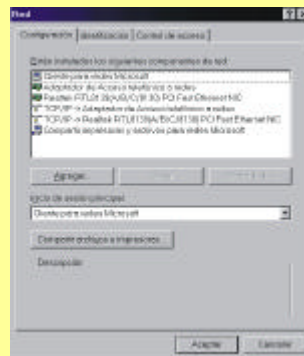 Red
Configuración Identificación Control de acceso
Están instalados los siguientes componentes de red:
Cliente para redes Microsoft
Adaptador de Acceso telefónico a redes
Realtek RTL8139(A/B/C/8130) PCI Fast Ethernet NIC
TCP/IP -> Adaptador de Acceso telefónico a redes
TCP/IP -> Realtek RTL8139(A/B/C/8130) PCI Fast Ethernet NIC
Compartir impresoras y archivos para redes Microsoft
Agregar...
Inicio de sesión principal:
Cliente para redes Microsoft
Compartir archivos e impresoras...
Descripción
Aceptar Cancelar